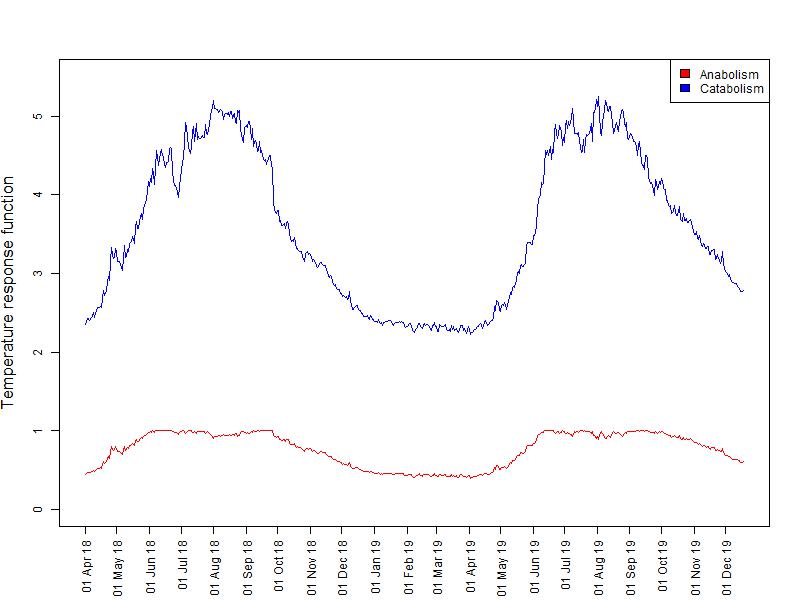 Anabolism
Catabolism
Temperature response function
5
4
3
2
1
0
01 Apr 18
01 May 18
01 Jun 18
01 Jul 18
01 Aug 18
01 Sep 18
01 Oct 18
01 Nov 18
01 Dec 18
01 Jan 19
01 Feb 19
01 Mar 19
01 Apr 19
01 May 19
01 Jun 19
01 Jul 19
01 Aug 19
01 Sep 19
01 Oct 19
01 Nov 19
01 Dec 19